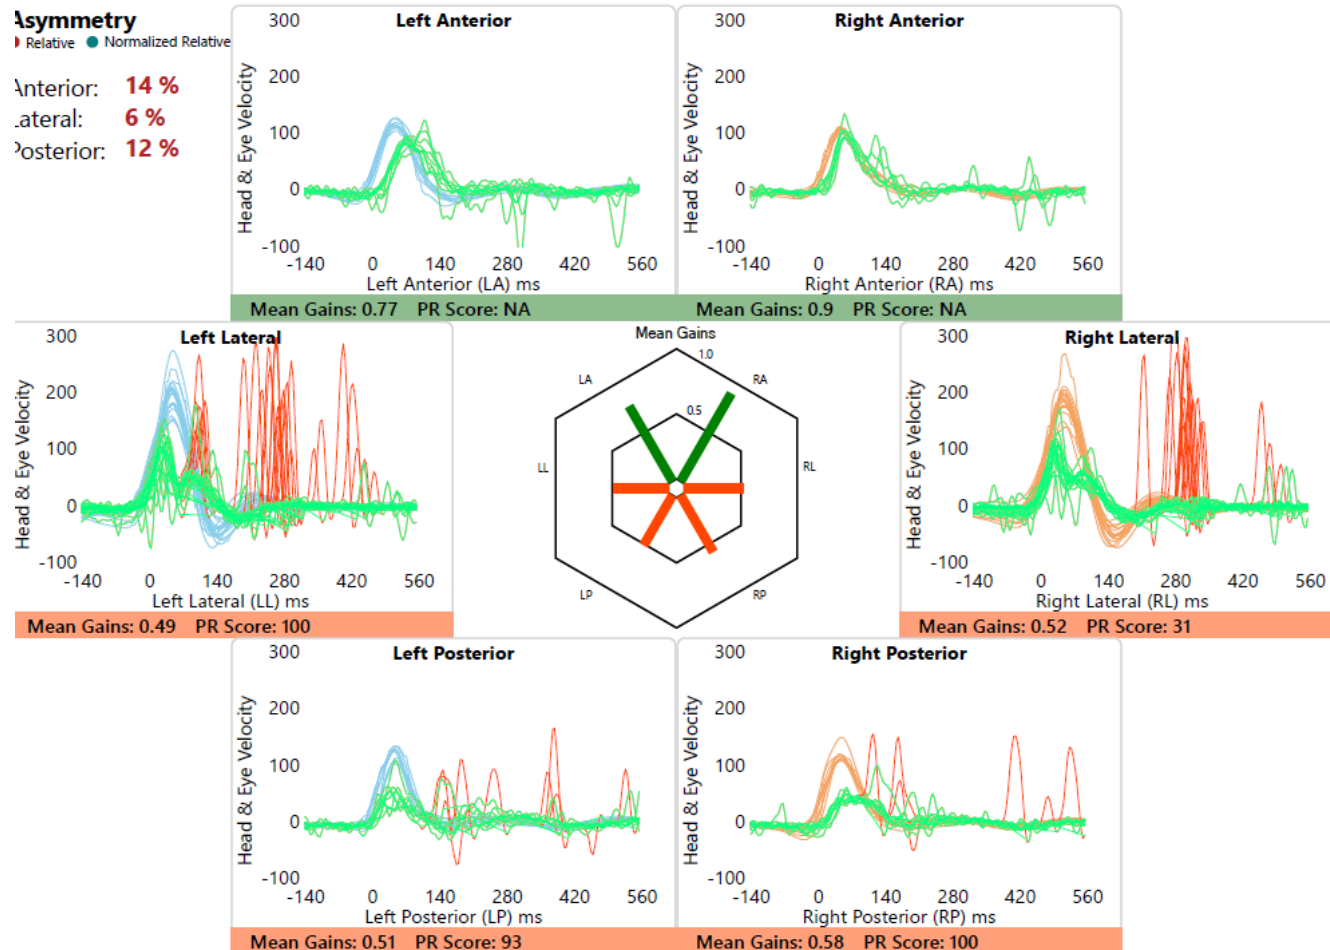 Asymmetry
Relative Normalized Relative
Anterior: 14 %
Lateral: 6 %
Posterior: 12 %
Left Anterior
Head & Eye Velocity
300
200
100
0
-100
-140 0 140 280 420 560
Left Anterior (LA) ms
Mean Gains: 0.77 PR Score: NA
Right Anterior
Head & Eye Velocity
300
200
100
0
-100
-140 0 140 280 420 560
Right Anterior (RA) ms
Mean Gains: 0.9 PR Score: NA
Left Lateral
Head & Eye Velocity
300
200
100
0
-100
-140 0 140 280 420 560
Left Lateral (LL) ms
Mean Gains: 0.49 PR Score: 100
Mean Gains
1.0
LA RA
0.5
LL RL
LP RP
Right Lateral
Head & Eye Velocity
300
200
100
0
-100
-140 0 140 280 420 560
Right Lateral (RL) ms
Mean Gains: 0.52 PR Score: 31
Left Posterior
Head & Eye Velocity
300
200
100
0
-100
-140 0 140 280 420 560
Left Posterior (LP) ms
Mean Gains: 0.51 PR Score: 93
Right Posterior
Head & Eye Velocity
300
200
100
0
-100
-140 0 140 280 420 560
Right Posterior (RP) ms
Mean Gains: 0.58 PR Score: 100